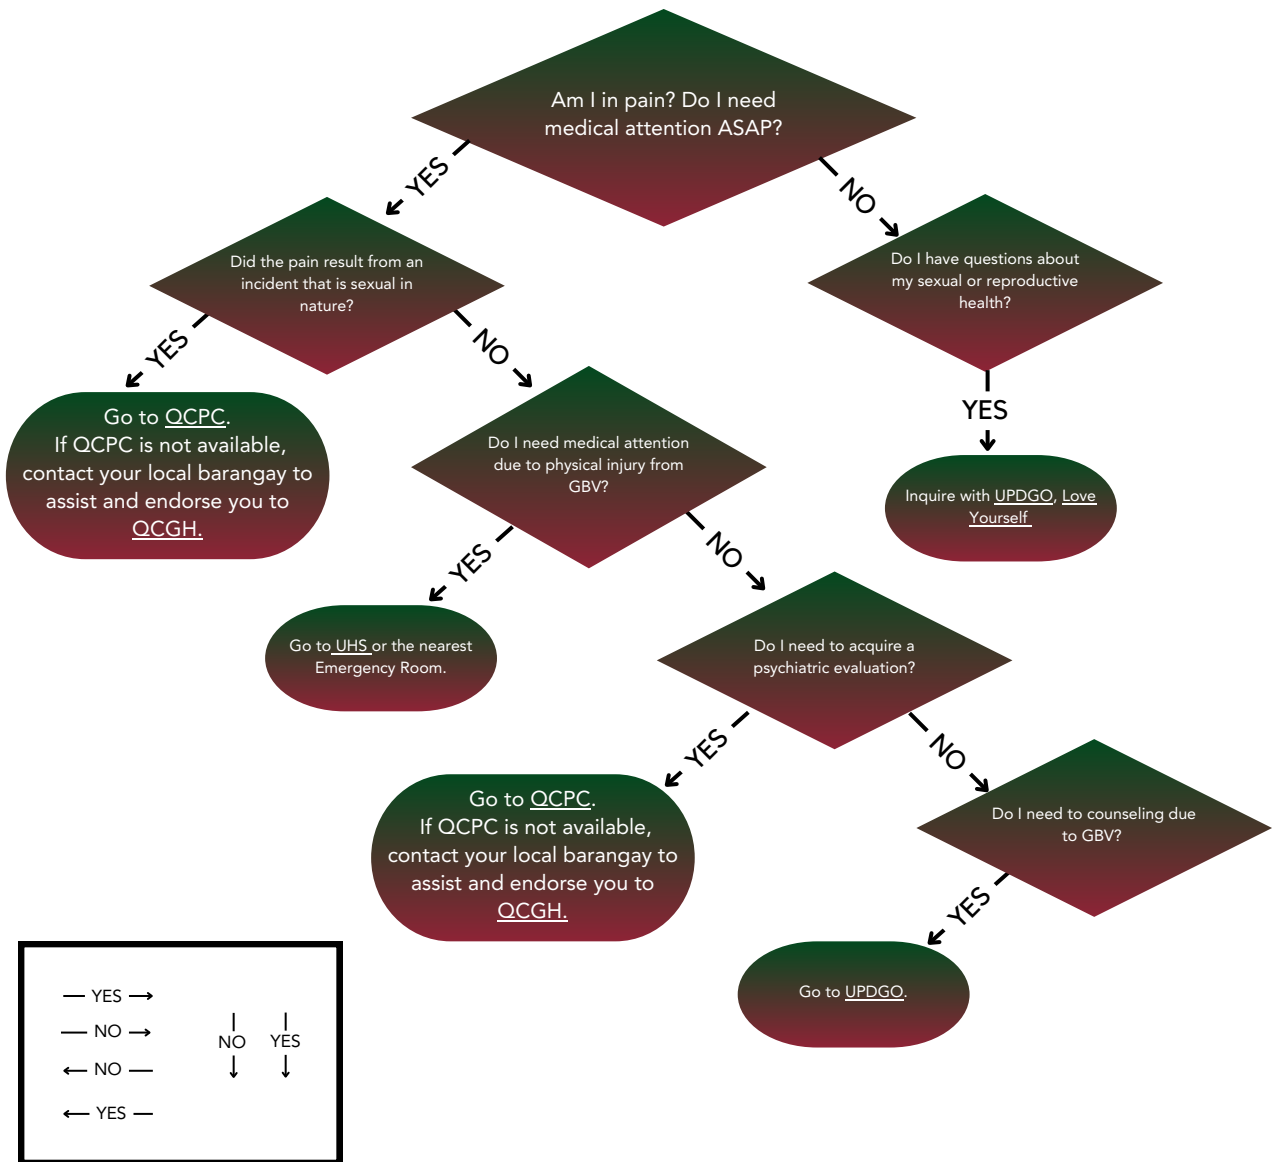 Am I in pain? Do I need
medical attention ASAP?
YES
NO
Did the pain result from an
incident that is sexual in
nature?
Do I have questions about
my sexual or reproductive
health?
YES
NO
YES
Go to QCPC.
If QCPC is not available,
contact your local barangay to
assist and endorse you to
QCGH.
Do I need medical attention
due to physical injury from
GBV?
Inquire with UPDGO, Love
Yourself
YES
NO
Go to UHS or the nearest
Emergency Room.
Do I need to acquire a
psychiatric evaluation?
YES
NO
Go to QCPC.
If QCPC is not available,
contact your local barangay to
assist and endorse you to
QCGH.
Do I need to counseling due
to GBV?
YES
Go to UPDGO.
YES
NO
NO
YES
NO
YES